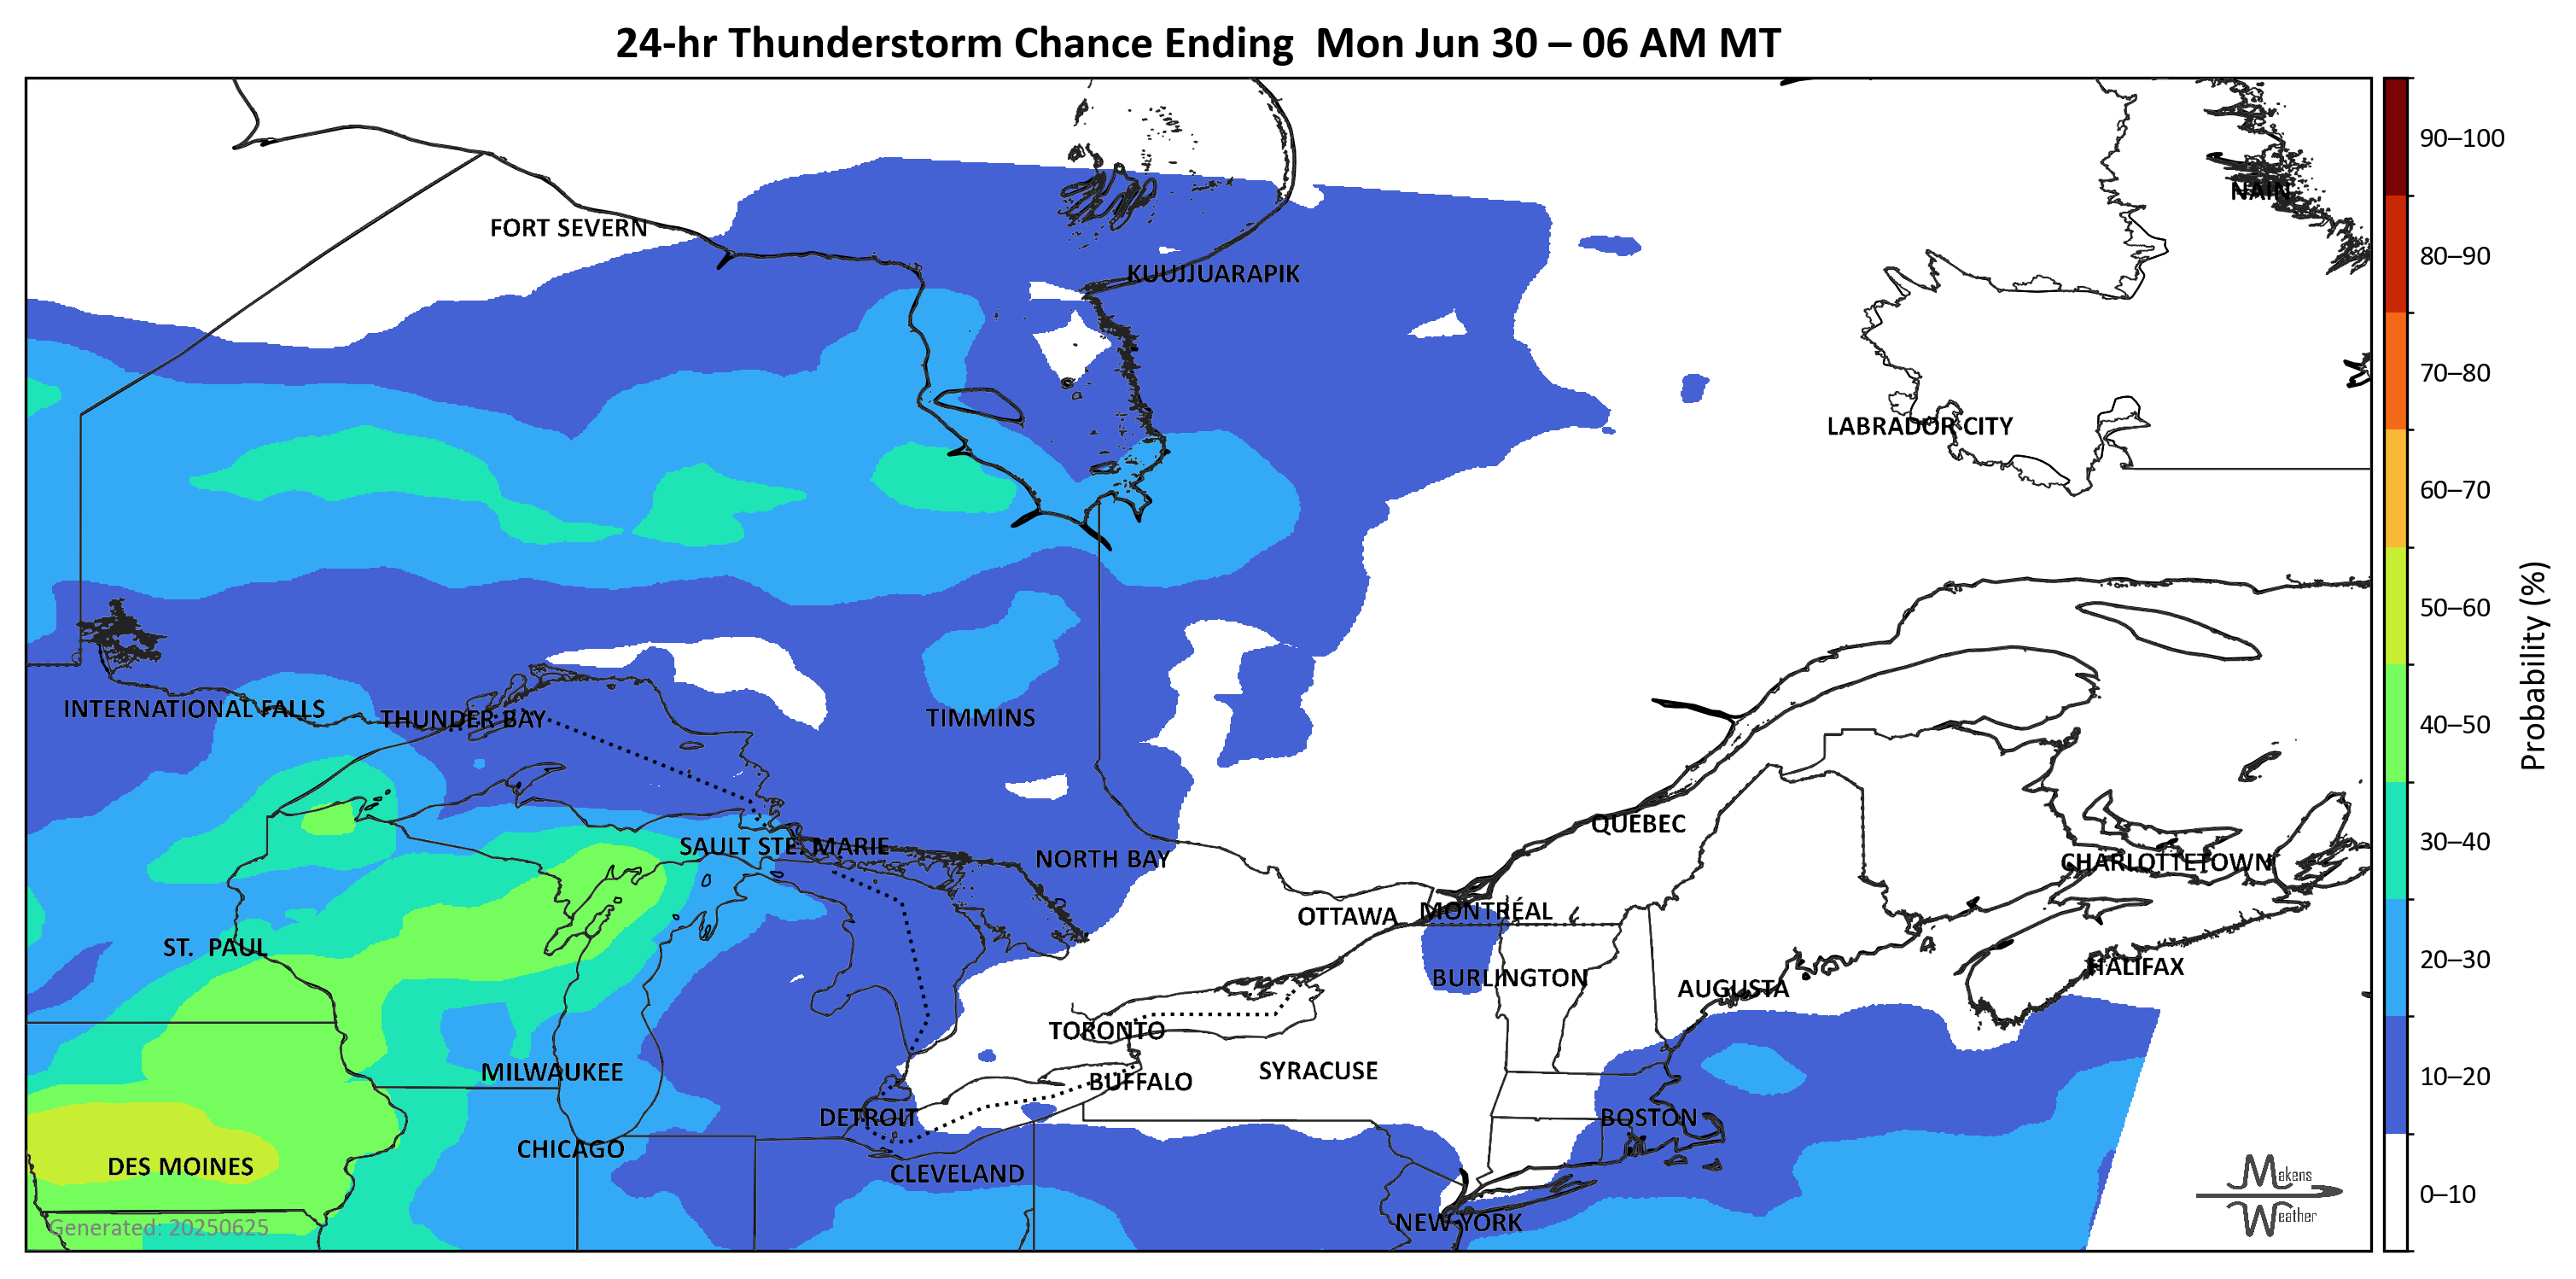 24-hr Thunderstorm Chance Ending  Mon Jun 30 – 06 AM MT
NAIN
FORT SEVERN
KUUJJUARAPIK
LABRADOR CITY
INTERNATIONAL FALLS
THUNDER BAY
TIMMINS
QUEBEC
SAULT STE. MARIE
NORTH BAY
CHARLOTTETOWN
OTTAWA
MONTRÉAL
ST.  PAUL
HALIFAX
BURLINGTON
AUGUSTA
TORONTO
MILWAUKEE
SYRACUSE
BUFFALO
DETROIT
BOSTON
CHICAGO
DES MOINES
CLEVELAND
NEW YORK
Generated: 20250625
Makens
Weather
90–100
80–90
70–80
60–70
50–60
40–50
30–40
20–30
10–20
0–10
Probability (%)